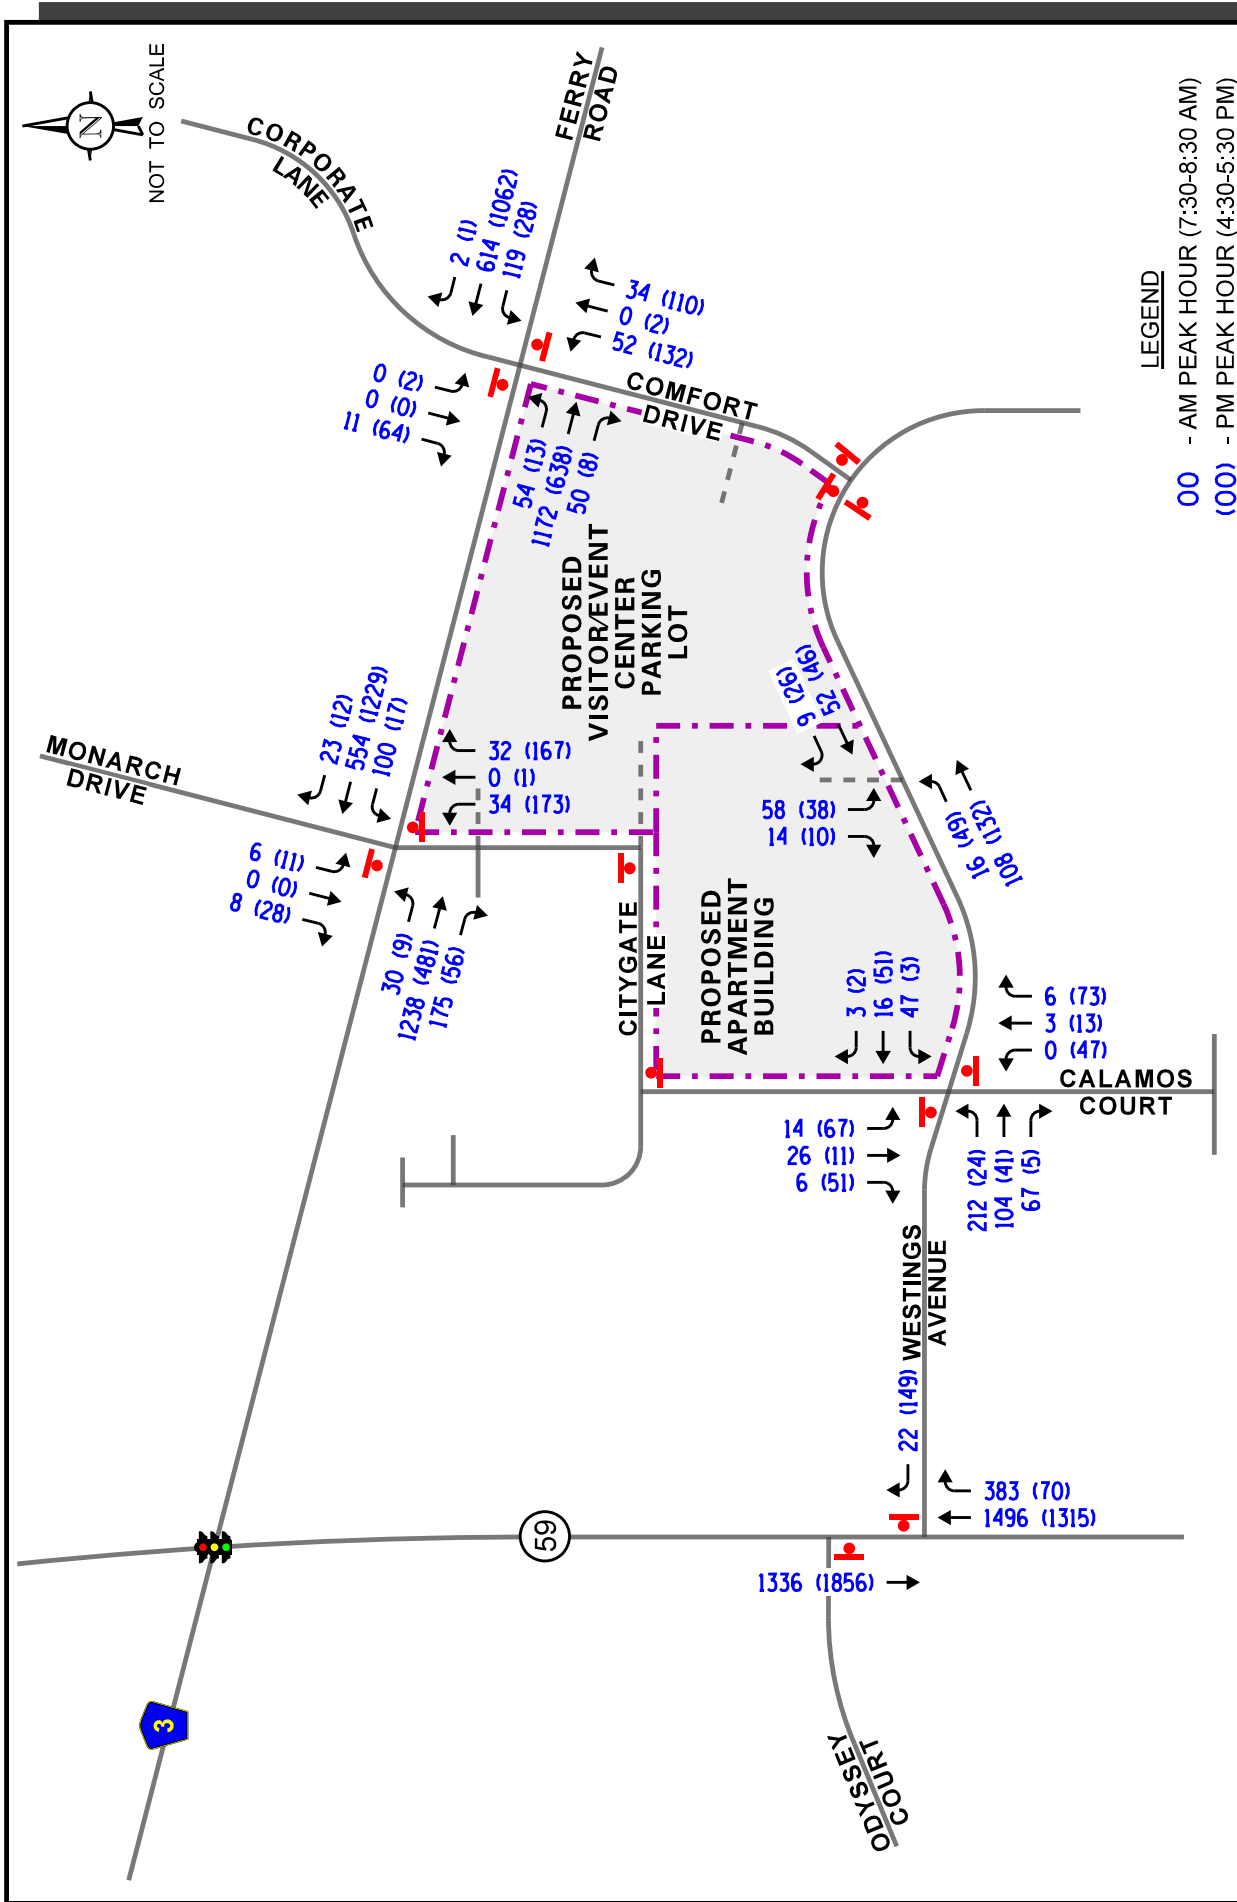 N
NOT TO SCALE
CORPORATE
LANE
FERRY
ROAD
2 (1)
614 (1062)
119 (28)
34 (110)
0 (2)
52 (132)
0 (2)
0 (0)
11 (64)
54 (13)
1172 (638)
50 (8)
COMFORT
DRIVE
PROPOSED
VISITOR/EVENT
CENTER
PARKING
LOT
MONARCH
DRIVE
23 (12)
554 (1229)
100 (17)
32 (167)
0 (1)
34 (173)
6 (11)
0 (0)
8 (28)
30 (9)
1238 (481)
175 (56)
9 (26)
52 (46)
58 (38)
14 (10)
16 (49)
108 (132)
CITYGATE
LANE
PROPOSED
APARTMENT
BUILDING
3 (2)
16 (51)
47 (3)
6 (73)
3 (13)
0 (47)
CALAMOS
COURT
14 (67)
26 (11)
6 (51)
212 (24)
104 (41)
67 (5)
WESTINGS
AVENUE
22 (149)
383 (70)
1496 (1315)
59
1336 (1856)
3
ODYSSEY
COURT
LEGEND
00 - AM PEAK HOUR (7:30-8:30 AM)
(00) - PM PEAK HOUR (4:30-5:30 PM)